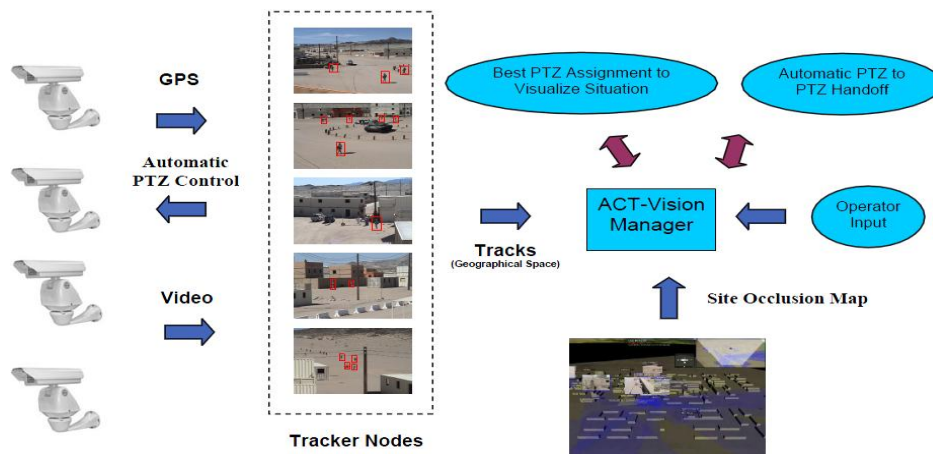 GPS
Automatic
PTZ Control
Video
Tracker Nodes
Tracks
(Geographical Space)
Best PTZ Assignment to
Visualize Situation
Automatic PTZ to
PTZ Handoff
ACT-Vision
Manager
Operator
Input
Site Occlusion Map